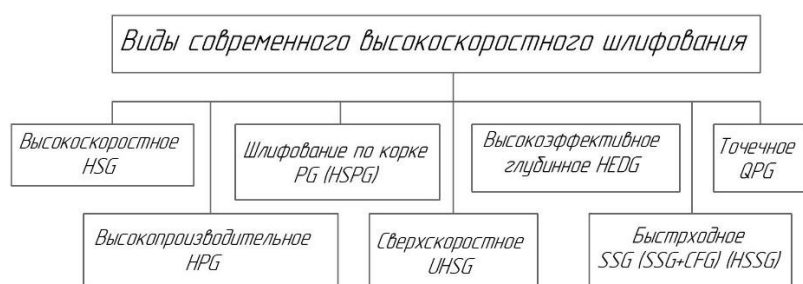 Виды современного высокоскоростного шлифования
Высокоскоростное
HSG
Шлифование по корке
PG (HSPG)
Высокоэффективное
глубинное HEDG
Точечное
QPG
Высокопроизводительное
HPG
Сверхскоростное
UHSG
Быстрходное
SSG (SSG+CFG) (HSSG)